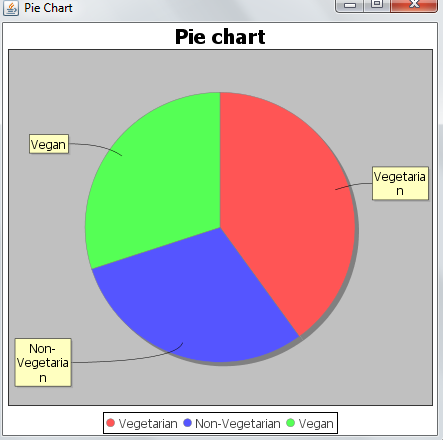 Pie Chart
Pie chart
Vegan
Vegetaria
n
Non-
Vegetaria
n
Vegetarian Non-Vegetarian Vegan